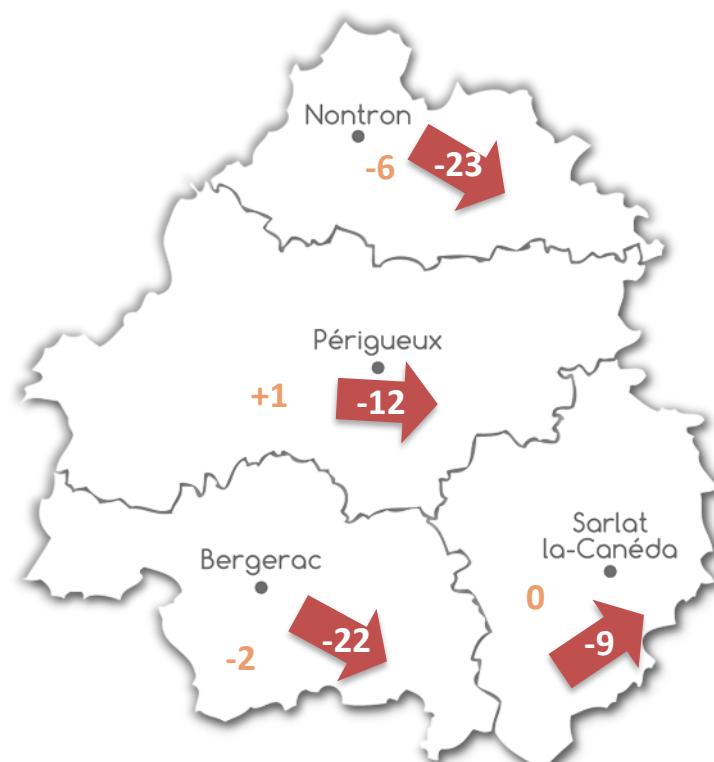 Nontron
-6
-23
Périgueux
+1
-12
Sarlat
la-Canéda
0
-9
Bergerac
-2
-22